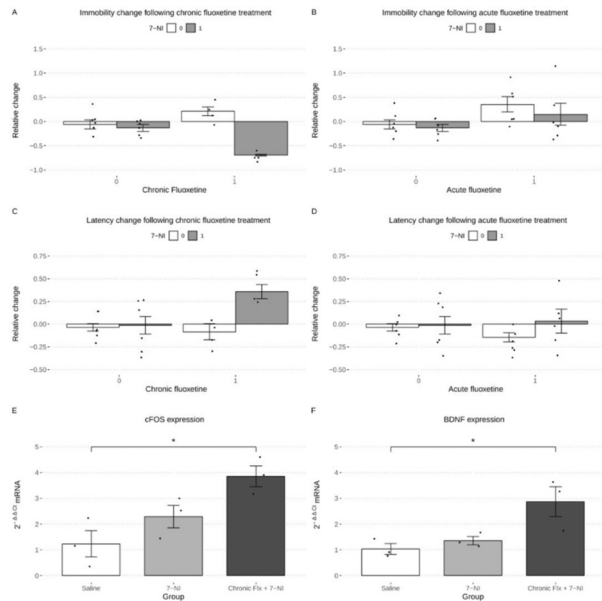 A
Immobility change following chronic fluoxetine treatment
7−NI 0 1
Relative change
1.5
1.0
0.5
0.0
−0.5
−1.0
0 1
Chronic Fluoxetine
B
Immobility change following acute fluoxetine treatment
7−NI 0 1
Relative change
1.5
1.0
0.5
0.0
−0.5
−1.0
0 1
Acute fluoxetine
C
Latency change following chronic fluoxetine treatment
7−NI 0 1
Relative change
0.75
0.50
0.25
0.00
−0.25
−0.50
0 1
Chronic fluoxetine
D
Latency change following acute fluoxetine treatment
7−NI 0 1
Relative change
0.75
0.50
0.25
0.00
−0.25
−0.50
0 1
Acute fluoxetine
E
cFOS expression
2^−ΔΔCt mRNA
5
4
3
2
1
0
*
Saline 7−NI Chronic Flx + 7−NI
Group
F
BDNF expression
2^−ΔΔCt mRNA
5
4
3
2
1
0
*
Saline 7−NI Chronic Flx + 7−NI
Group